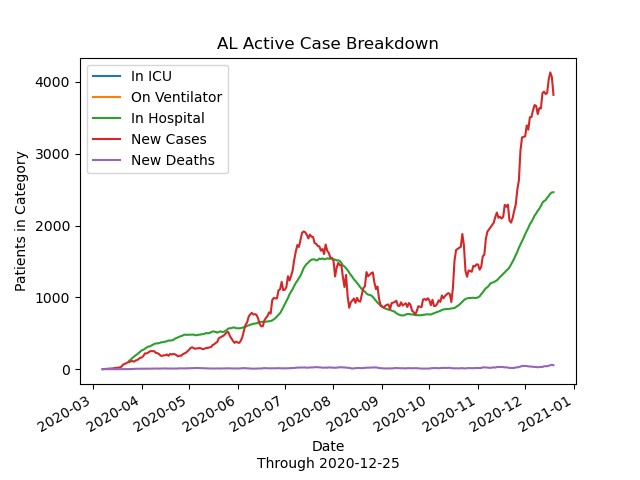 AL Active Case Breakdown
In ICU
On Ventilator
In Hospital
New Cases
New Deaths
Patients in Category
4000
3000
2000
1000
0
2020-03
2020-04
2020-05
2020-06
2020-07
2020-08
2020-09
2020-10
2020-11
2020-12
2021-01
Date
Through 2020-12-25